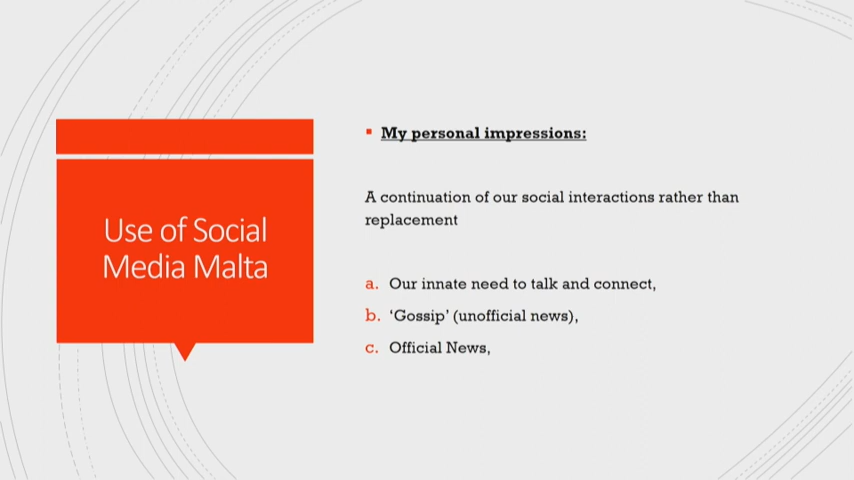 Use of Social
Media Malta
▪ My personal impressions:
A continuation of our social interactions rather than
replacement
a. Our innate need to talk and connect,
b. ‘Gossip’ (unofficial news),
c. Official News,